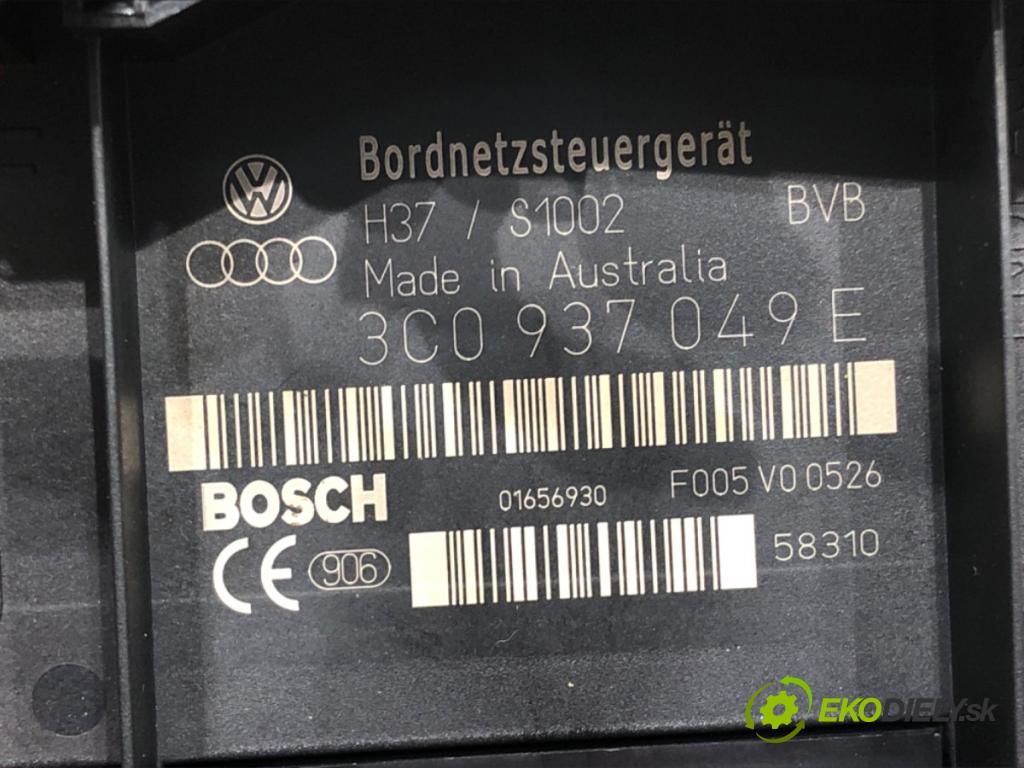 Bordnetzsteuergerät
H37 / S1002 BVB
Made in Australia
3C0 937 049 E
BOSCH 01656930 F005 V0 0526
CE 906 58310
EKODIELY.sk